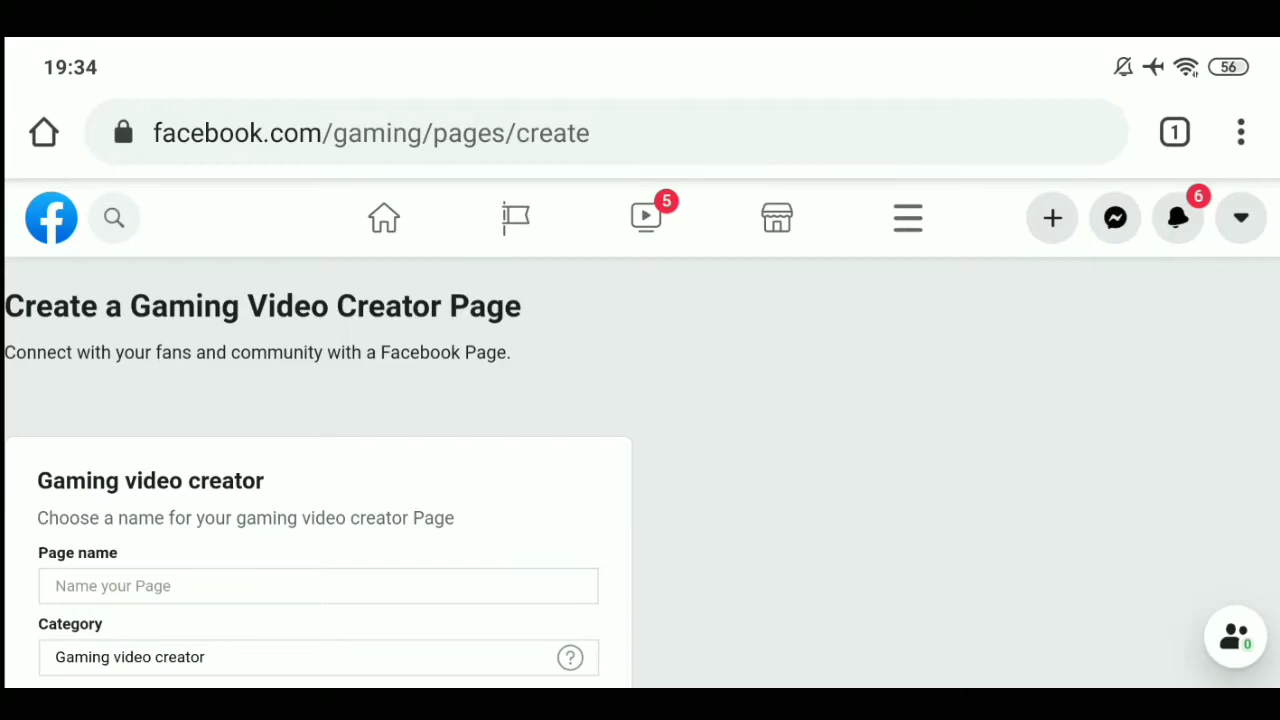 19:34
56
facebook.com/gaming/pages/create
1
5
6
Create a Gaming Video Creator Page
Connect with your fans and community with a Facebook Page.
Gaming video creator
Choose a name for your gaming video creator Page
Page name
Name your Page
Category
Gaming video creator
?
0